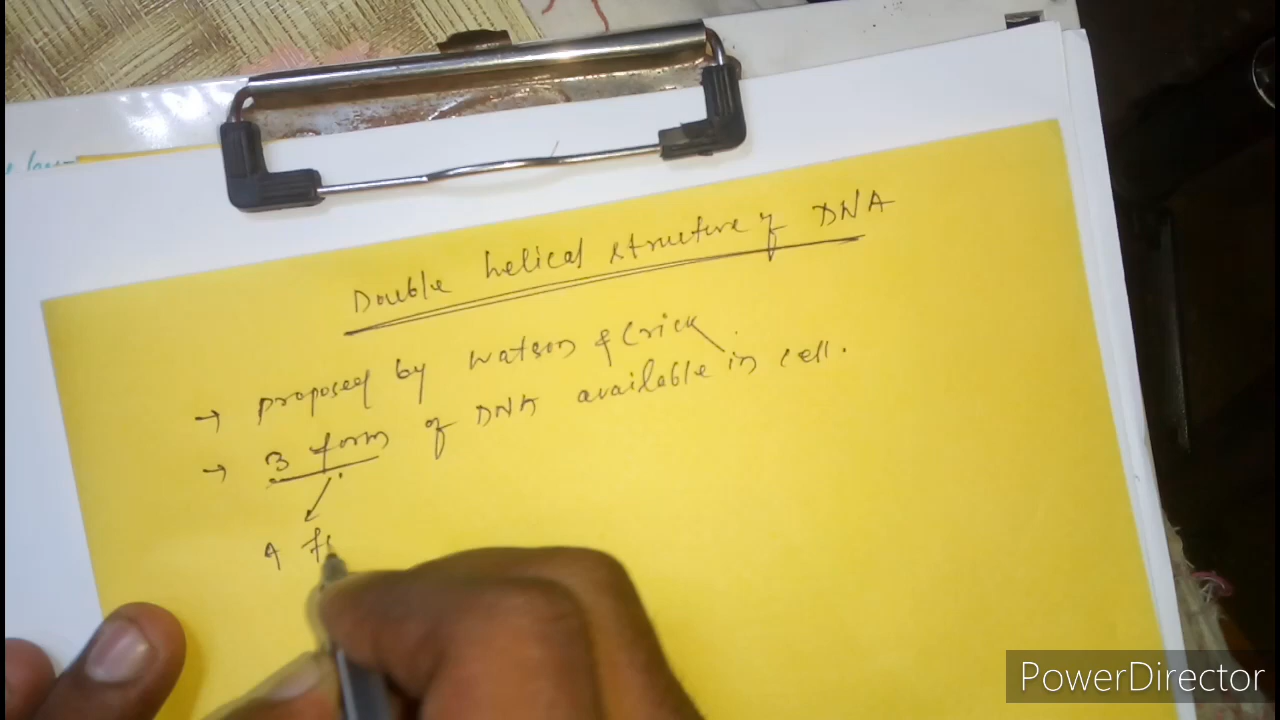 Double helical structure of DNA
→ proposed by Watson & Crick
→ 3 form of DNA available in cell.
A
PowerDirector